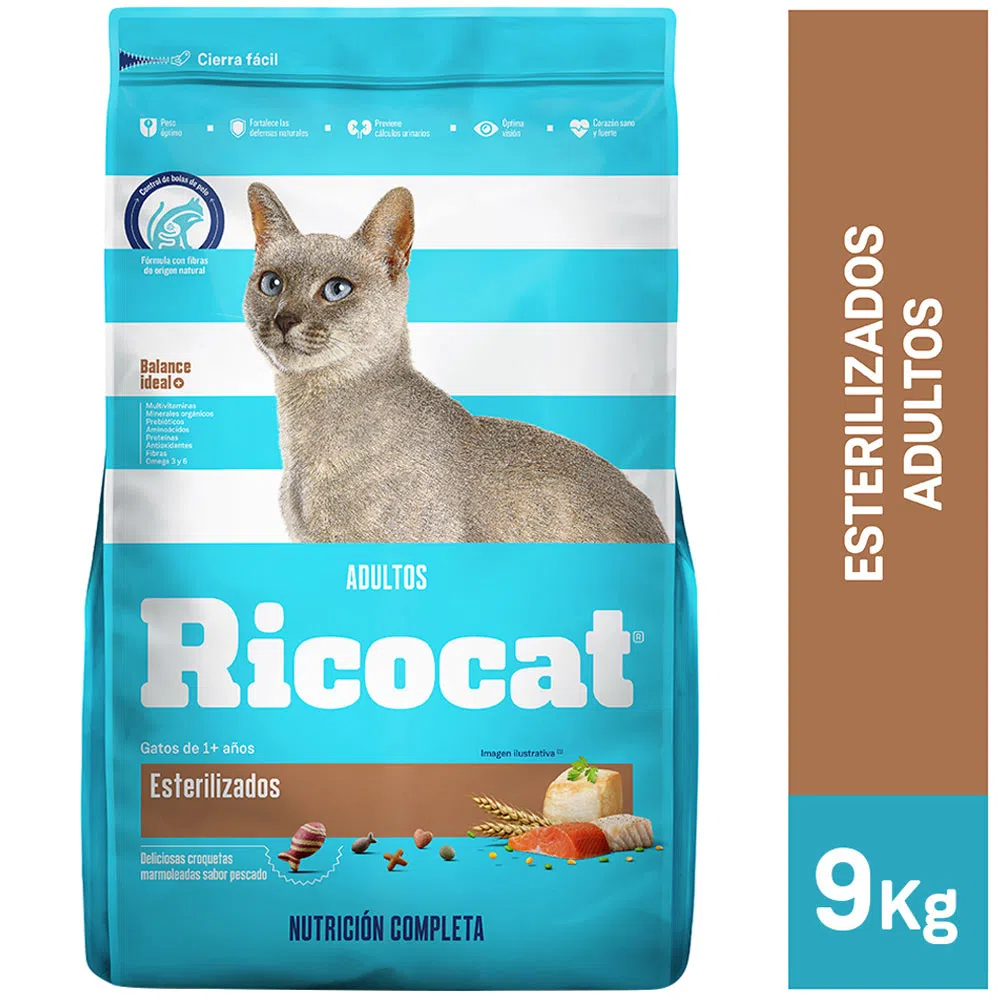 Cierra fácil
Peso
óptimo
Fortalece las
defensas naturales
Previene
cálculos urinarios
Óptima
visión
Corazón sano
y fuerte
Control de bolas de pelo
Fórmula con fibras
de origen natural
Balance
ideal+
Multivitaminas
Minerales orgánicos
Prebióticos
Aminoácidos
Proteínas
Antioxidantes
Fibras
Omega 3 y 6
ADULTOS
Ricocat®
Gatos de 1+ años
Imagen ilustrativa
Esterilizados
Deliciosas croquetas
marmoleadas sabor pescado
NUTRICIÓN COMPLETA
ESTERILIZADOS
ADULTOS
9Kg